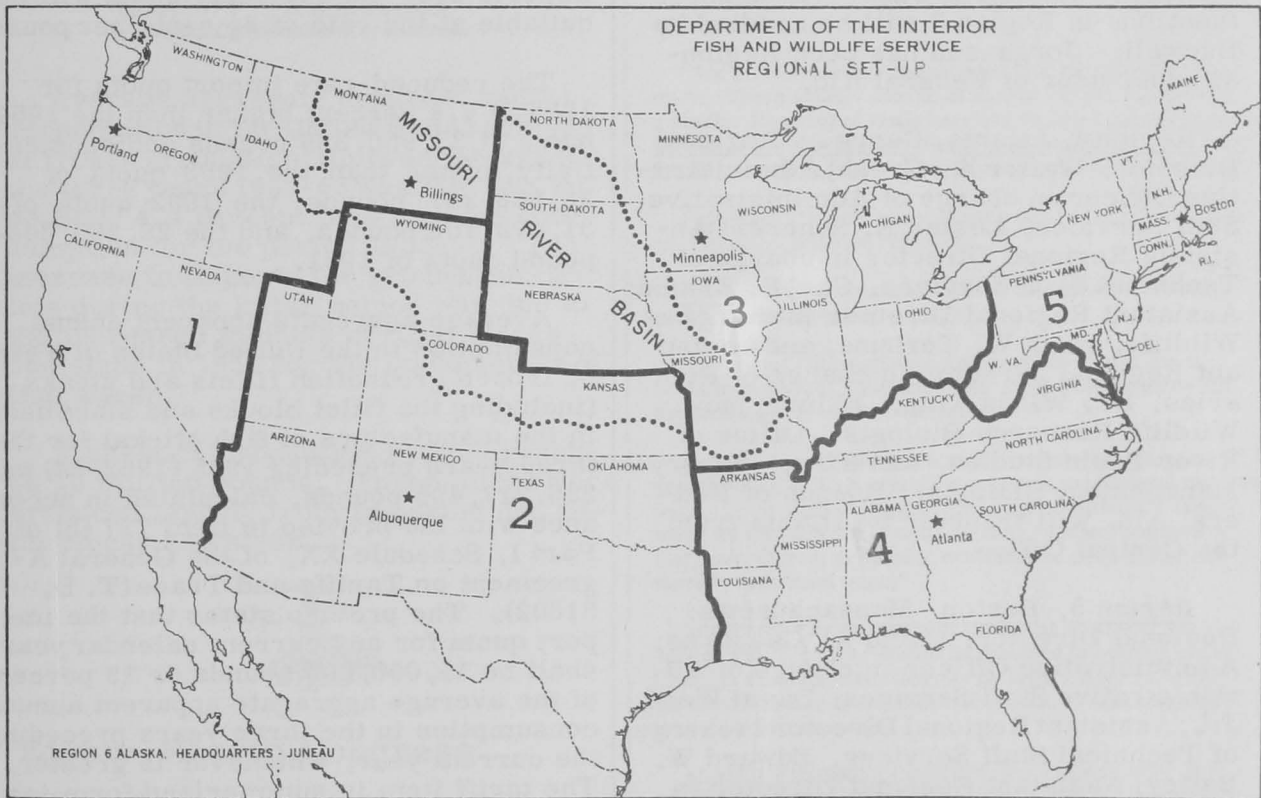 DEPARTMENT OF THE INTERIOR
FISH AND WILDLIFE SERVICE
REGIONAL SET-UP
WASHINGTON
MONTANA
NORTH DAKOTA
MINNESOTA
MAINE
Portland
OREGON
IDAHO
MISSOURI
Billings
SOUTH DAKOTA
WISCONSIN
MICHIGAN
VT.
N.H.
NEW YORK
MASS.
Boston
CONN.
R.I.
WYOMING
RIVER
Minneapolis
CALIFORNIA
NEVADA
UTAH
NEBRASKA
IOWA
PENNSYLVANIA
1
COLORADO
BASIN
3
ILLINOIS
OHIO
5
MD.
DEL.
W. VA.
KANSAS
MISSOURI
KENTUCKY
VIRGINIA
ARIZONA
NEW MEXICO
OKLAHOMA
ARKANSAS
TENNESSEE
NORTH CAROLINA
Albuquerque
TEXAS
2
MISSISSIPPI
ALABAMA
GEORGIA
SOUTH CAROLINA
4
Atlanta
LOUISIANA
FLORIDA
REGION 6 ALASKA, HEADQUARTERS - JUNEAU